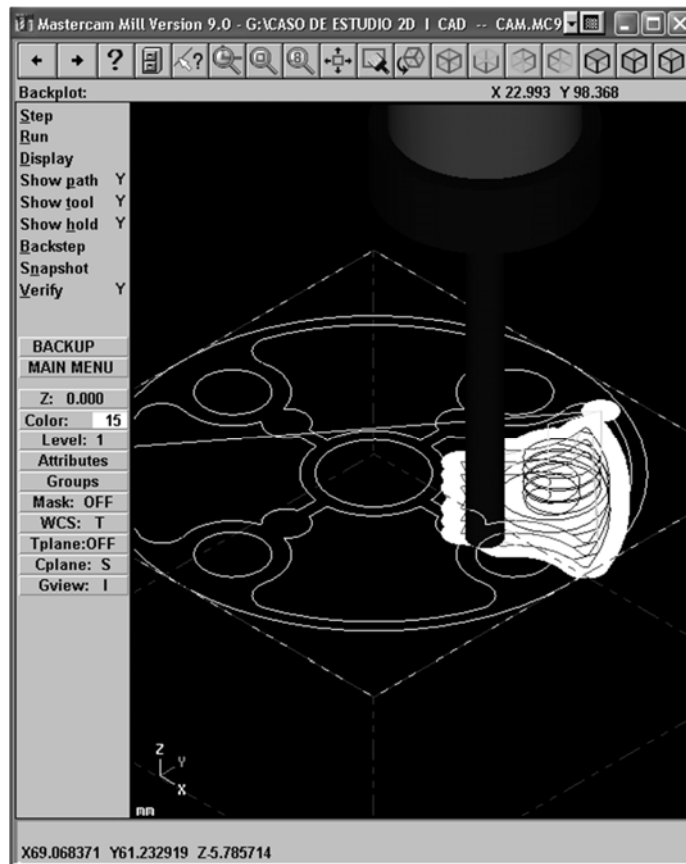 Mastercam Mill Version 9.0 - G:\CASO DE ESTUDIO 2D I CAD -- CAM.MC9
Backplot: X 22.993 Y 98.368
Step
Run
Display
Show path Y
Show tool Y
Show hold Y
Backstep
Snapshot
Verify Y
BACKUP
MAIN MENU
Z: 0.000
Color: 15
Level: 1
Attributes
Groups
Mask: OFF
WCS: T
Tplane:OFF
Cplane: S
Gview: I
Z
Y
X
mm
X69.068371 Y61.232919 Z-5.785714